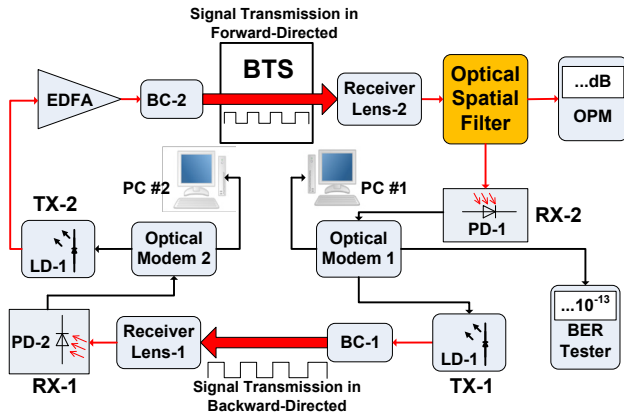 Signal Transmission in
Forward-Directed
BTS
EDFA
BC-2
Receiver
Lens-2
Optical
Spatial
Filter
...dB
OPM
PC #2
PC #1
TX-2
LD-1
Optical
Modem 2
Optical
Modem 1
PD-1
RX-2
...10-13
BER
Tester
PD-2
RX-1
Receiver
Lens-1
BC-1
LD-1
TX-1
Signal Transmission in
Backward-Directed